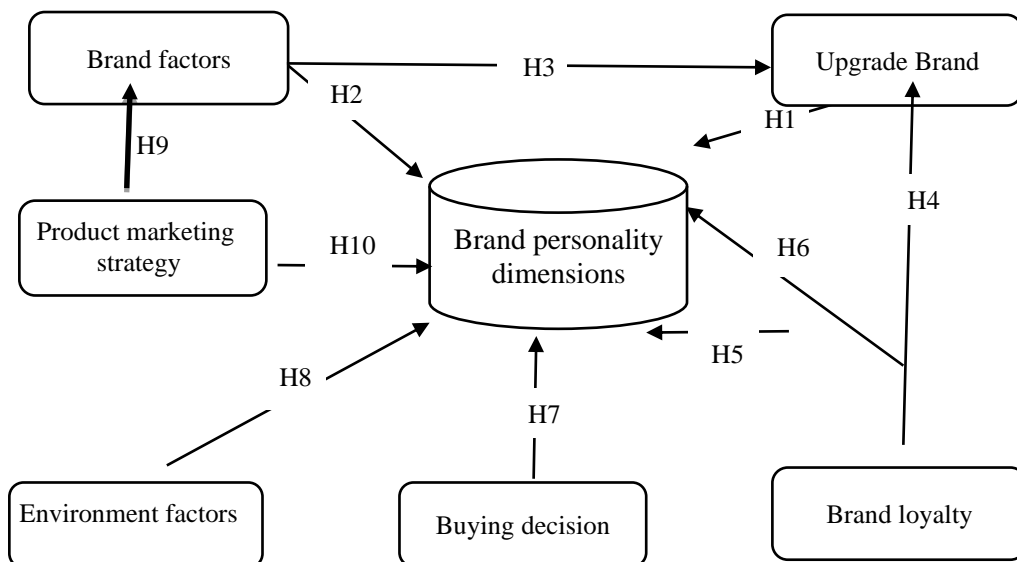 Brand factors
H3
Upgrade Brand
H2
H1
H9
Product marketing
strategy
H10
Brand personality
dimensions
H6
H4
H5
H8
H7
Environment factors
Buying decision
Brand loyalty